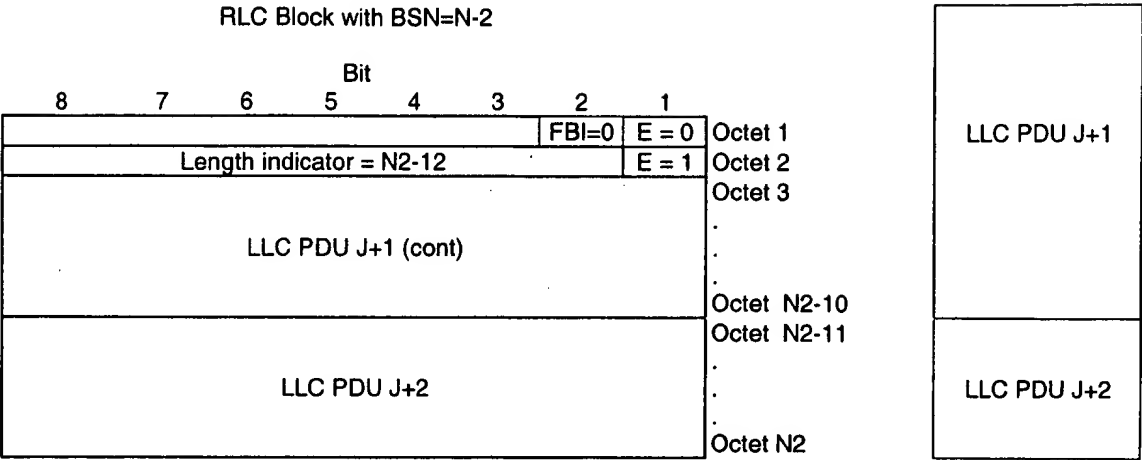 RLC Block with BSN=N-2
Bit
8 7 6 5 4 3 2 1
FBI=0 E = 0 Octet 1
Length indicator = N2-12 E = 1 Octet 2
Octet 3
LLC PDU J+1 (cont)
.
.
.
Octet N2-10
Octet N2-11
LLC PDU J+2
.
.
.
Octet N2
LLC PDU J+1
LLC PDU J+2